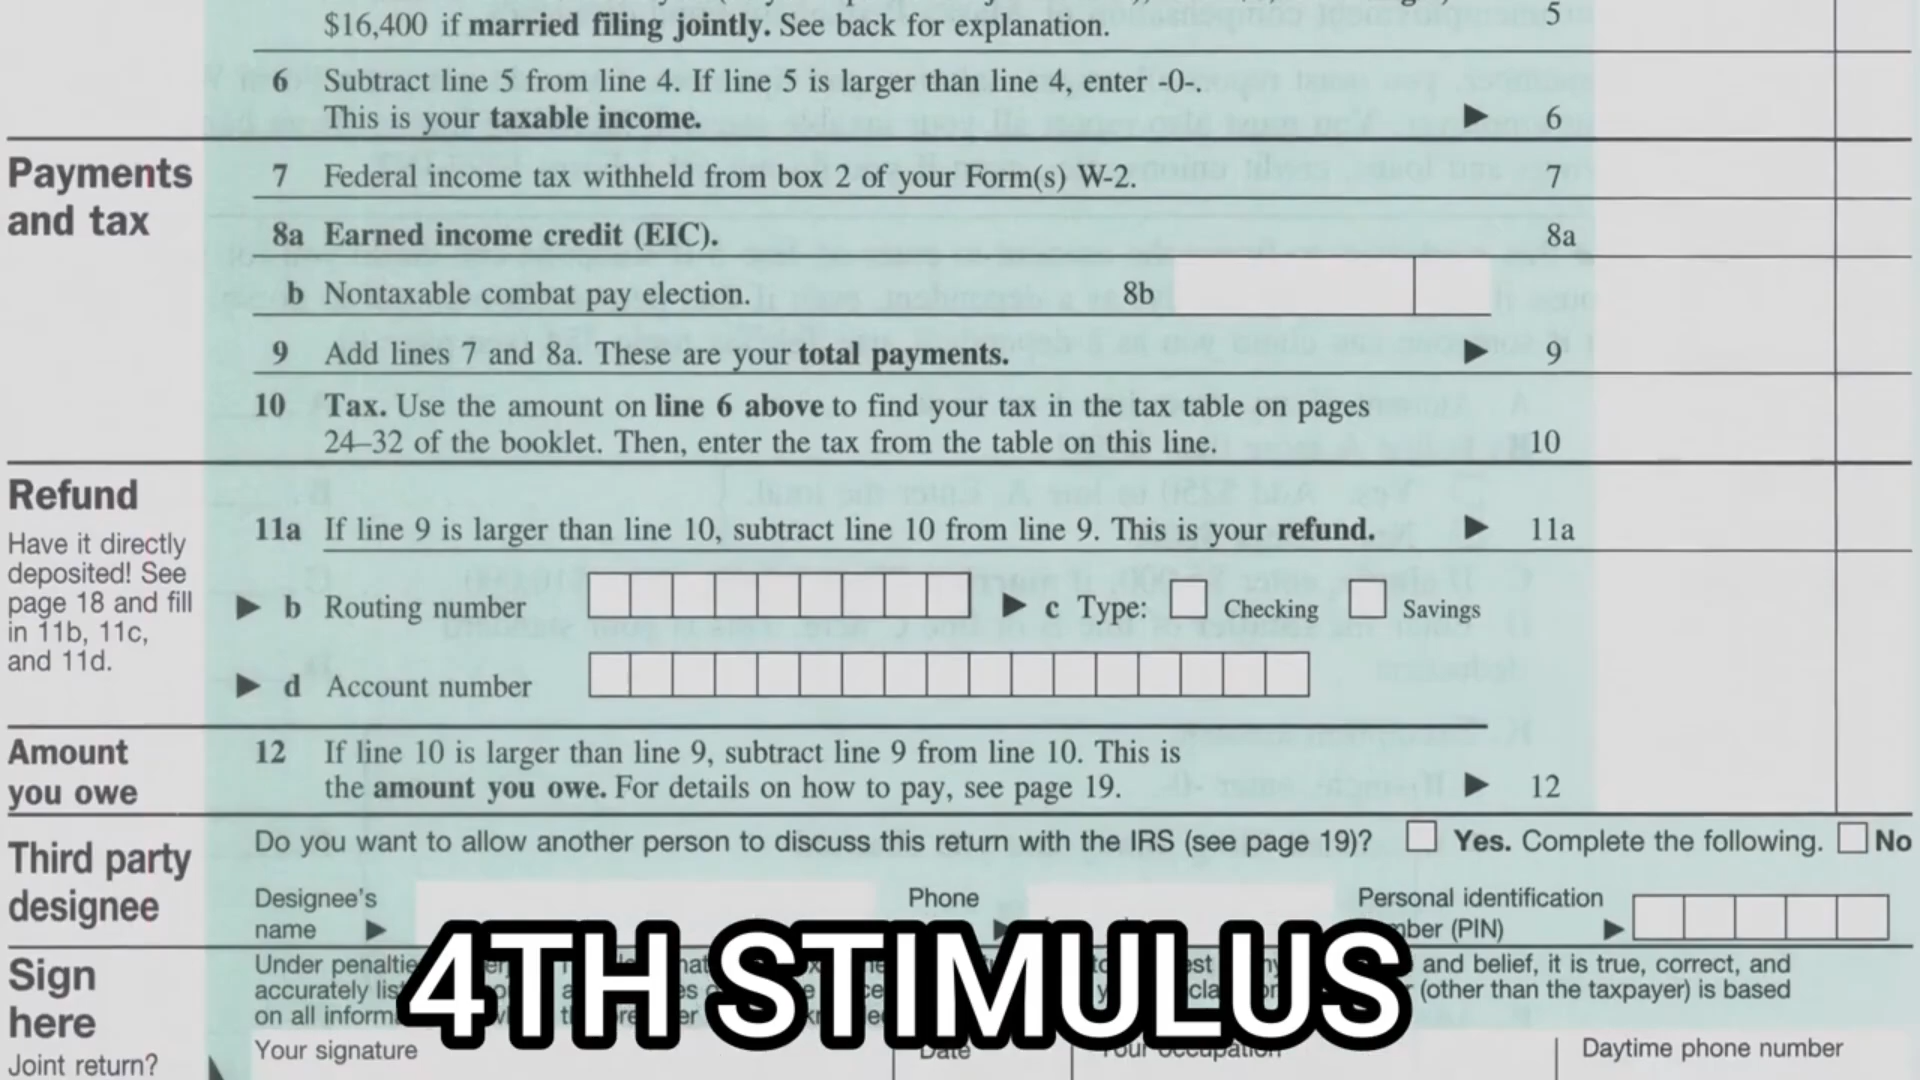 $16,400 if married filing jointly. See back for explanation.
5
6 Subtract line 5 from line 4. If line 5 is larger than line 4, enter -0-.
This is your taxable income. ▶ 6
Payments and tax
7 Federal income tax withheld from box 2 of your Form(s) W-2. 7
8a Earned income credit (EIC). 8a
b Nontaxable combat pay election. 8b
9 Add lines 7 and 8a. These are your total payments. ▶ 9
10 Tax. Use the amount on line 6 above to find your tax in the tax table on pages
24–32 of the booklet. Then, enter the tax from the table on this line. 10
Refund
Have it directly
deposited! See
page 18 and fill
in 11b, 11c,
and 11d.
11a If line 9 is larger than line 10, subtract line 10 from line 9. This is your refund. ▶ 11a
▶ b Routing number ▶ c Type: Checking Savings
▶ d Account number
Amount
you owe
12 If line 10 is larger than line 9, subtract line 9 from line 10. This is
the amount you owe. For details on how to pay, see page 19. ▶ 12
Third party
designee
Do you want to allow another person to discuss this return with the IRS (see page 19)? Yes. Complete the following. No
Designee's
name ▶
Phone
▶
Personal identification
(PIN) ▶
Sign
here
Joint return?
Under and belief, it is true, correct, and
accurately (other than the taxpayer) is based
on all
4TH STIMULUS
Your signature Date Your occupation Daytime phone number